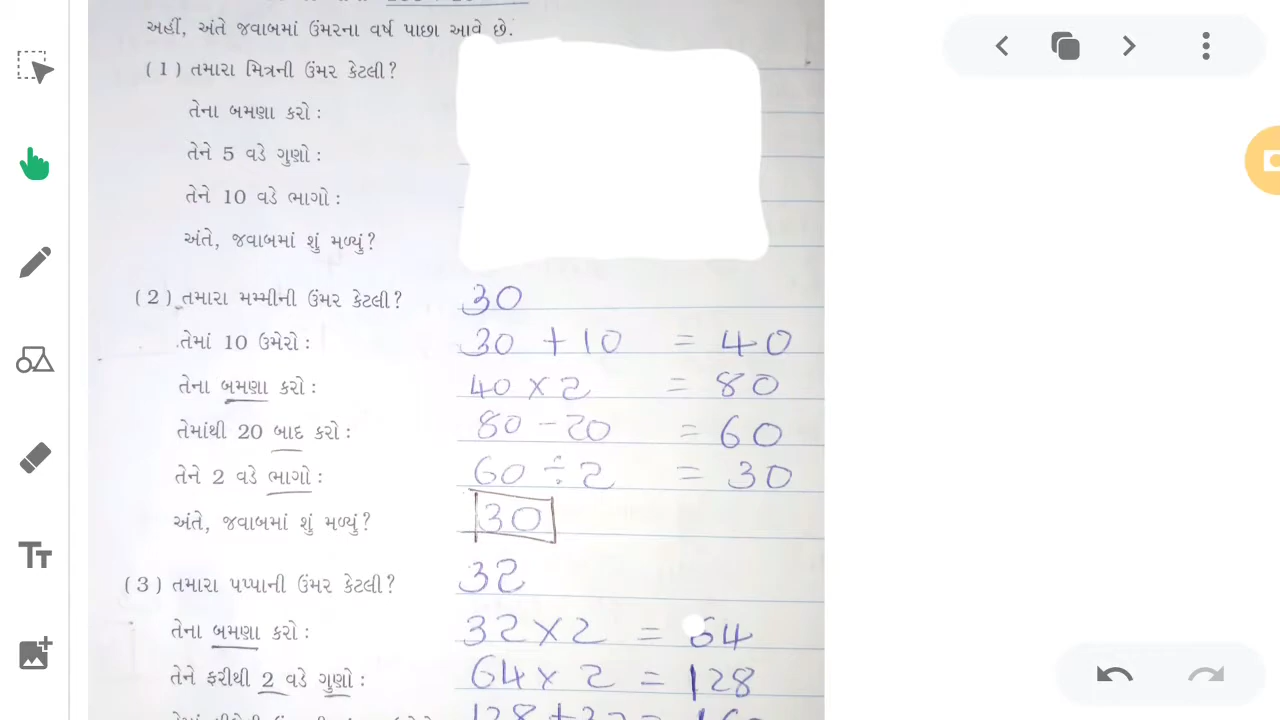 અહીં, અંતે જવાબમાં ઉંમરના વર્ષ પાછા આવે છે.
(1) તમારા મિત્રની ઉંમર કેટલી?
તેના બમણા કરો :
તેને 5 વડે ગુણો :
તેને 10 વડે ભાગો :
અંતે, જવાબમાં શું મળ્યું?
(2) તમારા મમ્મીની ઉંમર કેટલી? 30
તેમાં 10 ઉમેરો : 30 + 10 = 40
તેના બમણા કરો : 40 × 2 = 80
તેમાંથી 20 બાદ કરો : 80 - 20 = 60
તેને 2 વડે ભાગો : 60 ÷ 2 = 30
અંતે, જવાબમાં શું મળ્યું? 30
(3) તમારા પપ્પાની ઉંમર કેટલી? 32
તેના બમણા કરો : 32 × 2 = 64
તેને ફરીથી 2 વડે ગુણો : 64 × 2 = 128
Tт